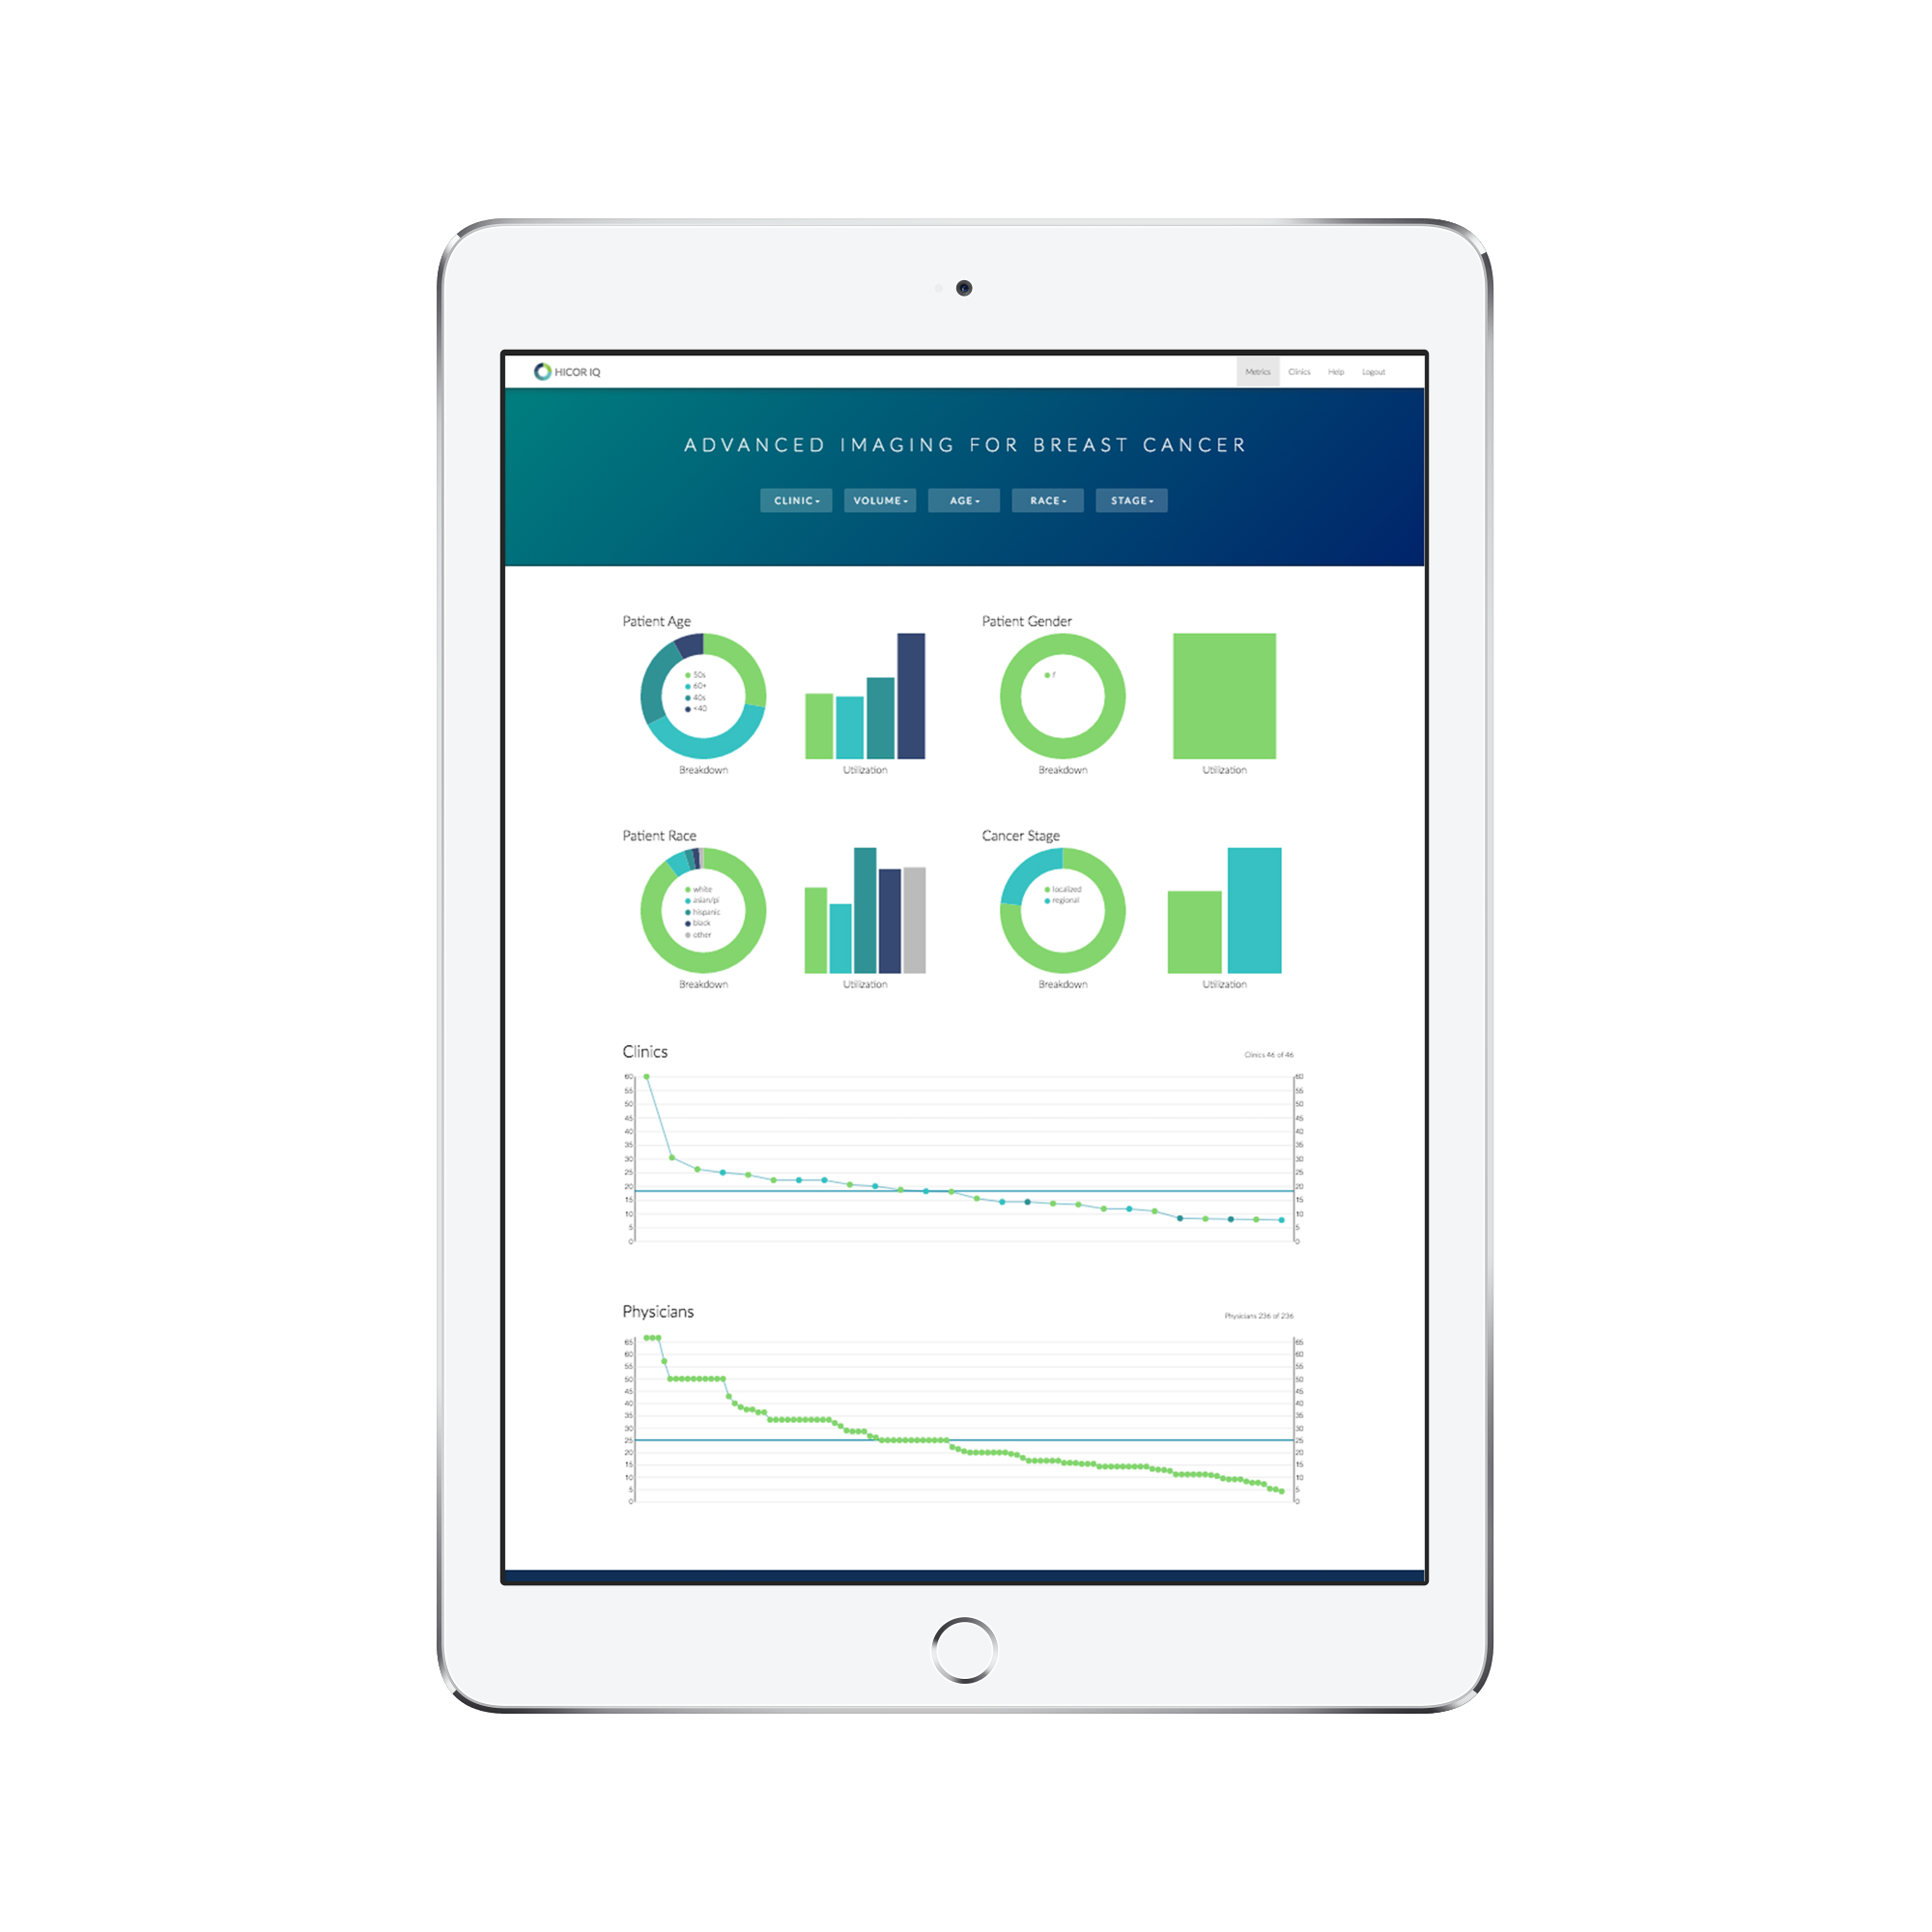 HICOR IQ
Metrics Clinics Help Logout
ADVANCED IMAGING FOR BREAST CANCER
CLINIC VOLUME AGE RACE STAGE
Patient Age
50s
60+
40s
<40
Breakdown
Utilization
Patient Gender
f
Breakdown
Utilization
Patient Race
white
asian/pi
hispanic
black
other
Breakdown
Utilization
Cancer Stage
localized
regional
Breakdown
Utilization
Clinics
Clinics 46 of 46
60 60
55 55
50 50
45 45
40 40
35 35
30 30
25 25
20 20
15 15
10 10
5 5
0 0
Physicians
Physicians 236 of 236
65 65
60 60
55 55
50 50
45 45
40 40
35 35
30 30
25 25
20 20
15 15
10 10
5 5
0 0